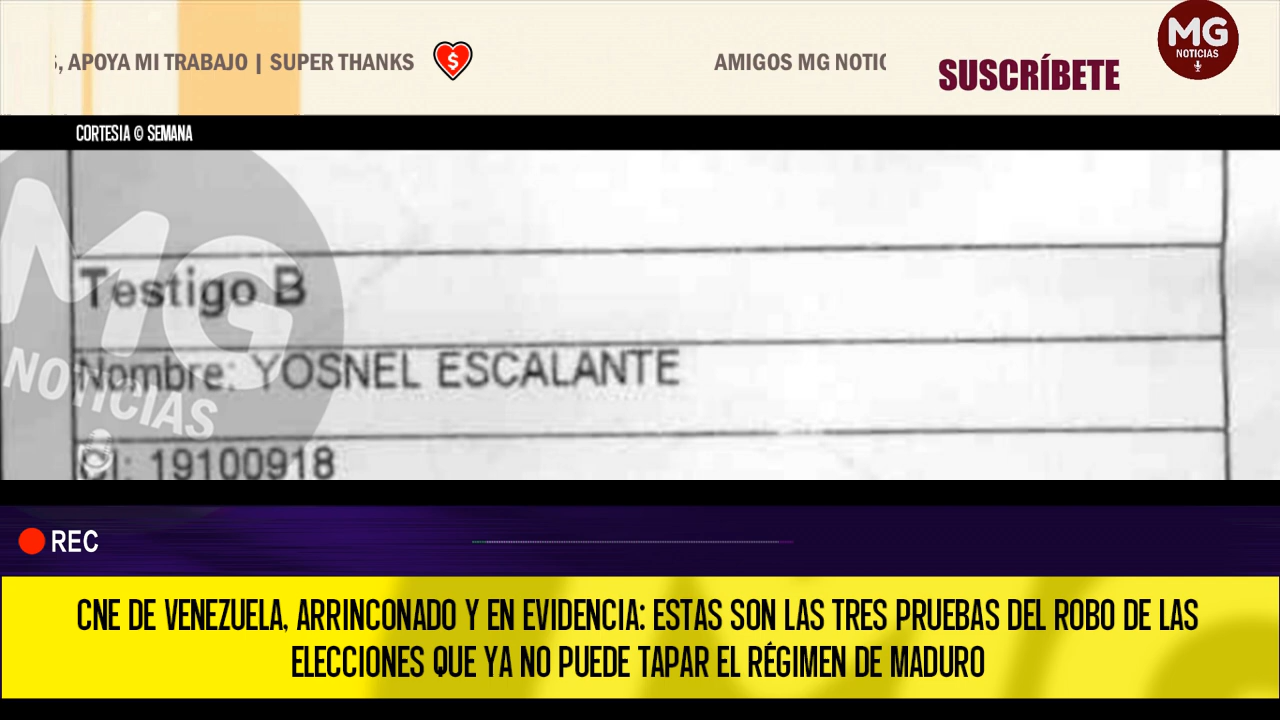 , APOYA MI TRABAJO | SUPER THANKS
$
AMIGOS MG NOTIC
SUSCRÍBETE
MG
NOTICIAS
CORTESIA © SEMANA
MG
NOTICIAS
Testigo B
Nombre: YOSNEL ESCALANTE
CI: 19100918
REC
CNE DE VENEZUELA, ARRINCONADO Y EN EVIDENCIA: ESTAS SON LAS TRES PRUEBAS DEL ROBO DE LAS
ELECCIONES QUE YA NO PUEDE TAPAR EL RÉGIMEN DE MADURO